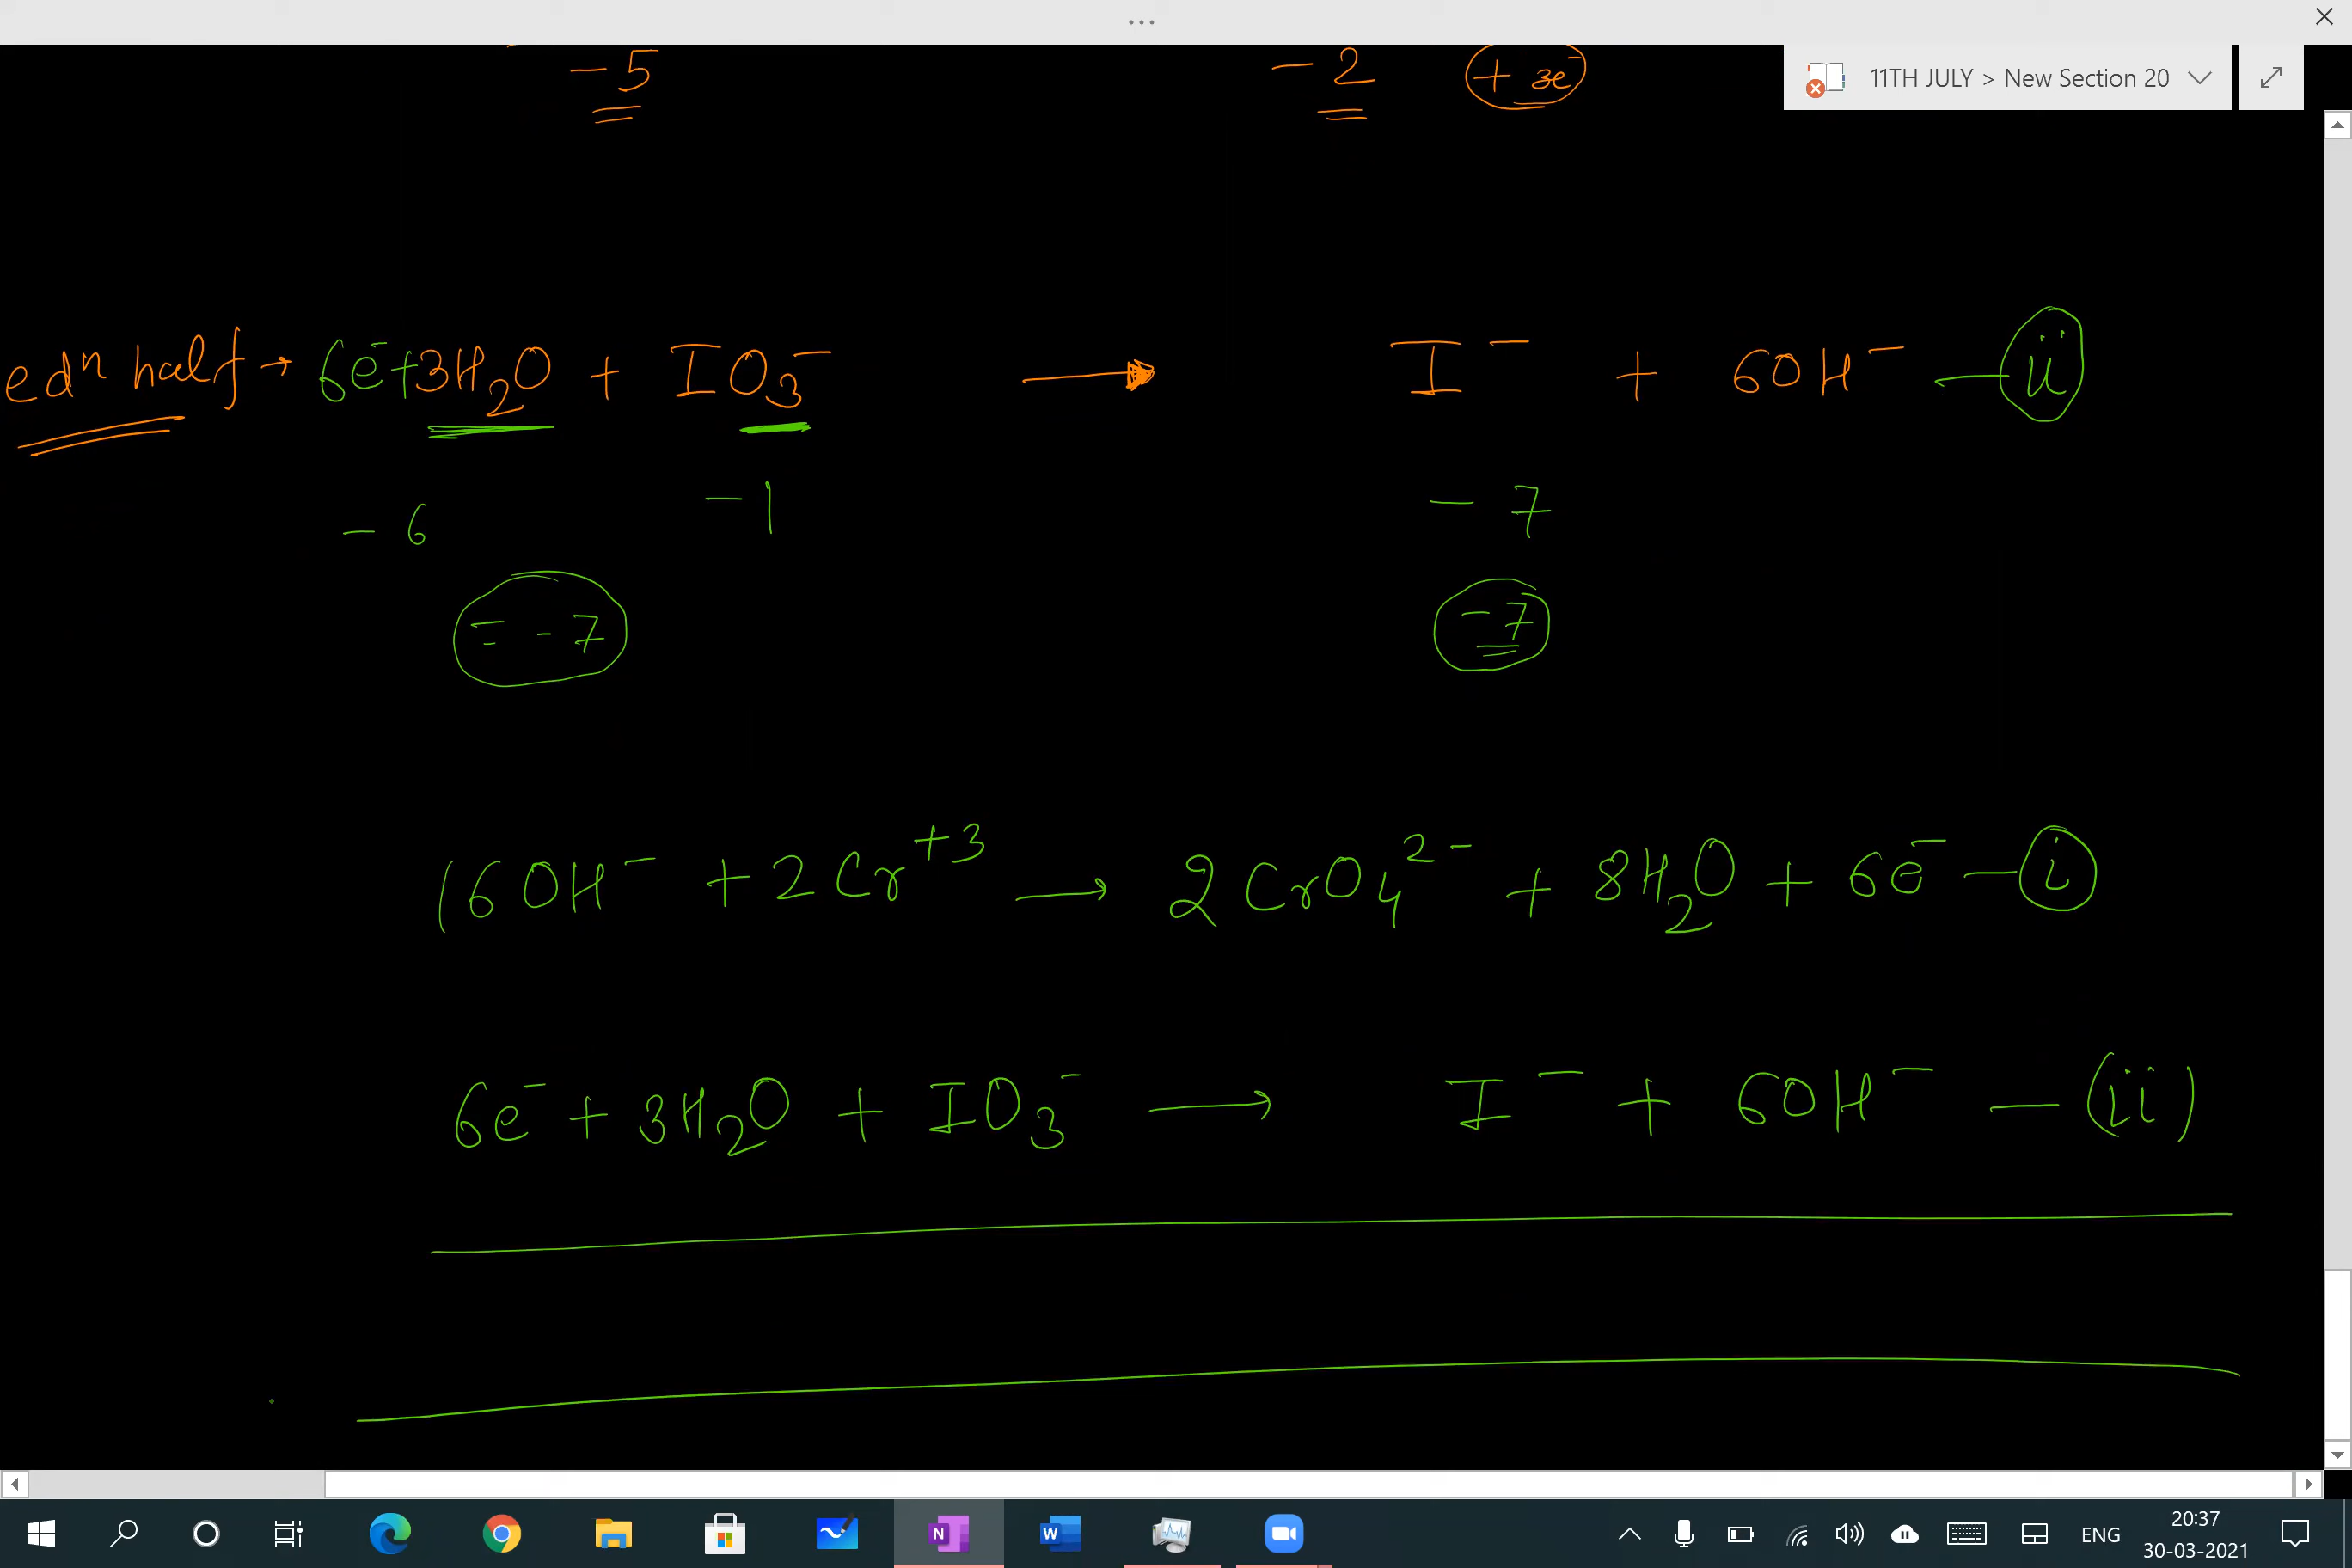 11TH JULY > New Section 20
-5 -2 + 3e⁻
edⁿ half → 6e⁻ + 3H₂O + IO₃⁻ → I⁻ + 6OH⁻ — ii
-6 -1 -7
= -7 -7
16OH⁻ + 2Cr⁺³ → 2CrO₄²⁻ + 8H₂O + 6e⁻ — i
6e⁻ + 3H₂O + IO₃⁻ → I⁻ + 6OH⁻ — (ii)
ENG
20:37
30-03-2021